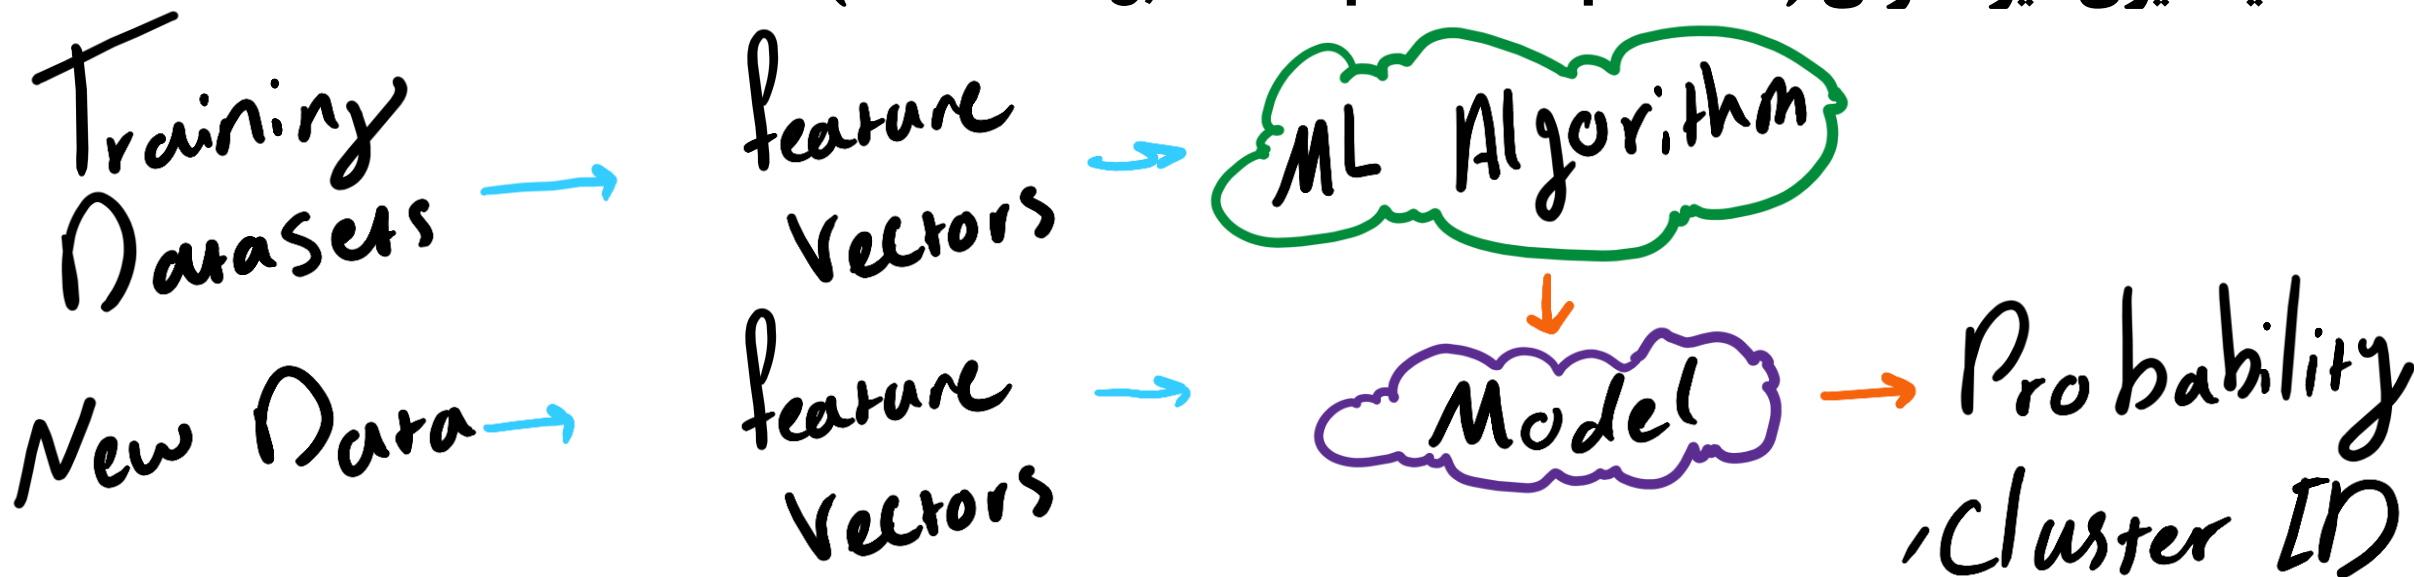 Training
Datasets
feature
vectors
ML Algorithm
New Data
feature
vectors
Model
Probability
, Cluster ID